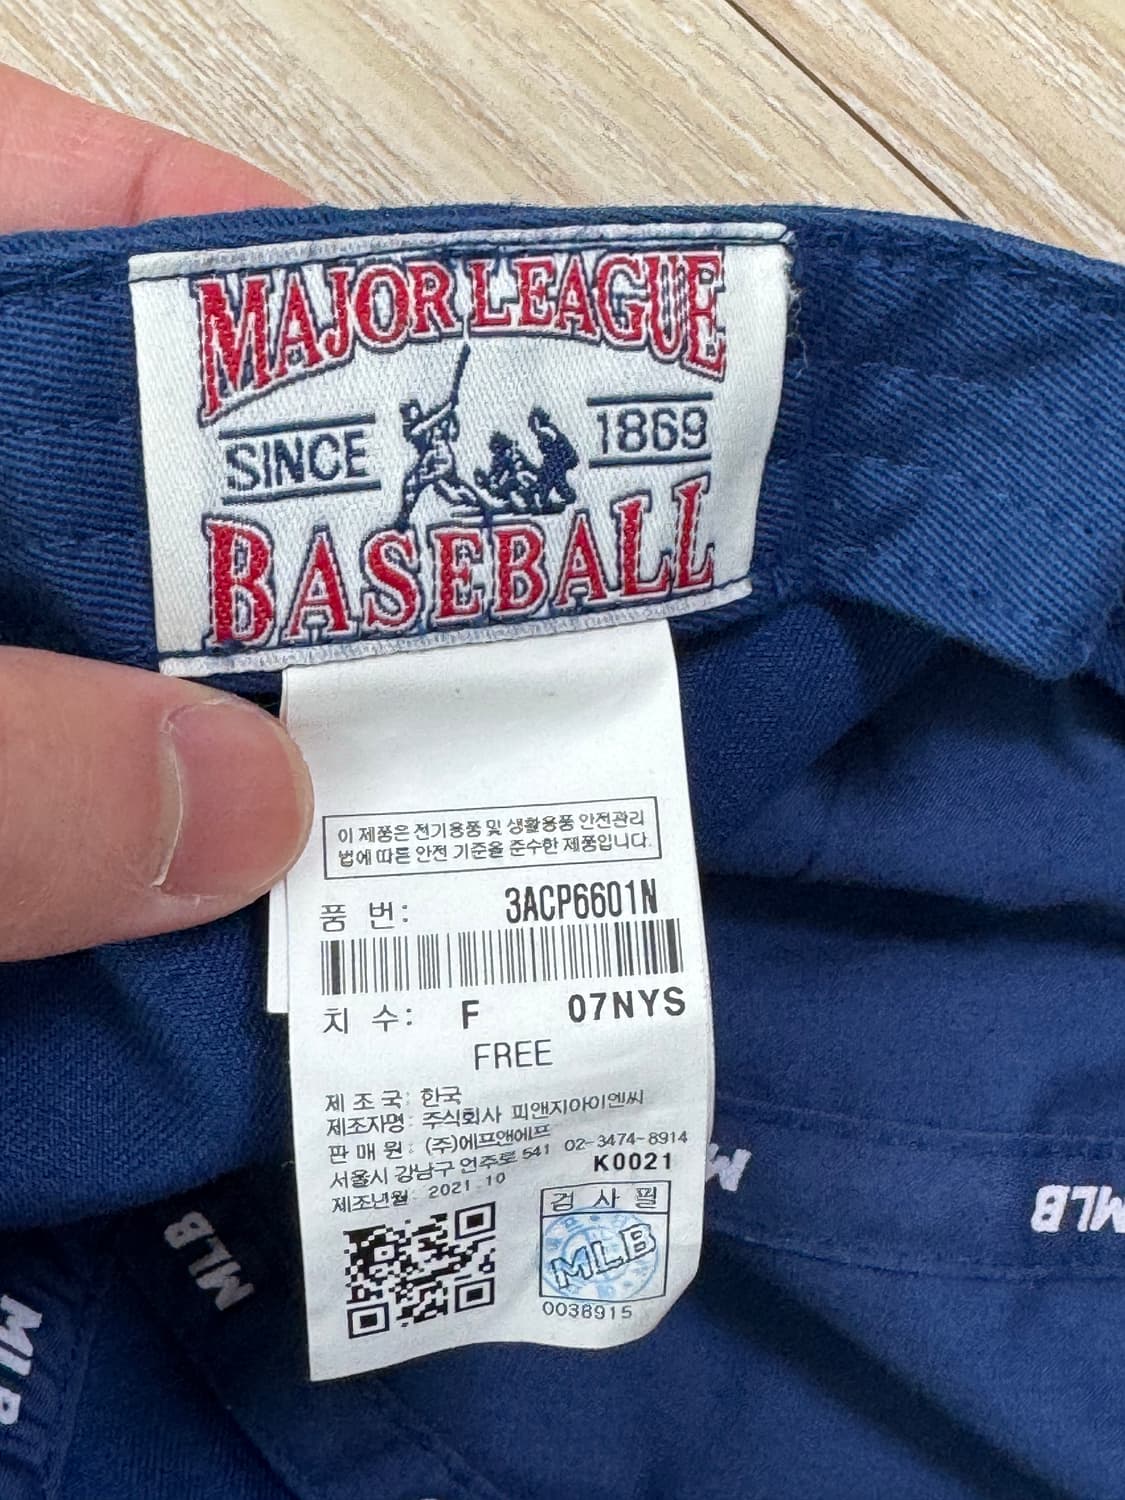 MAJOR LEAGUE
SINCE 1869
BASEBALL
이 제품은 전기용품 및 생활용품 안전관리
법에 따른 안전 기준을 준수한 제품입니다.
품 번: 3ACP6601N
치 수: F 07NYS
FREE
제 조 국: 한국
제조자명: 주식회사 피앤지아이엔씨
판 매 원: (주)에프앤에프
서울시 강남구 언주로 541 02-3474-8914
제조년월: 2021.10 K0021
검 사 필
MLB
0038915
MLB
MLB
MLB
MLB
MLB